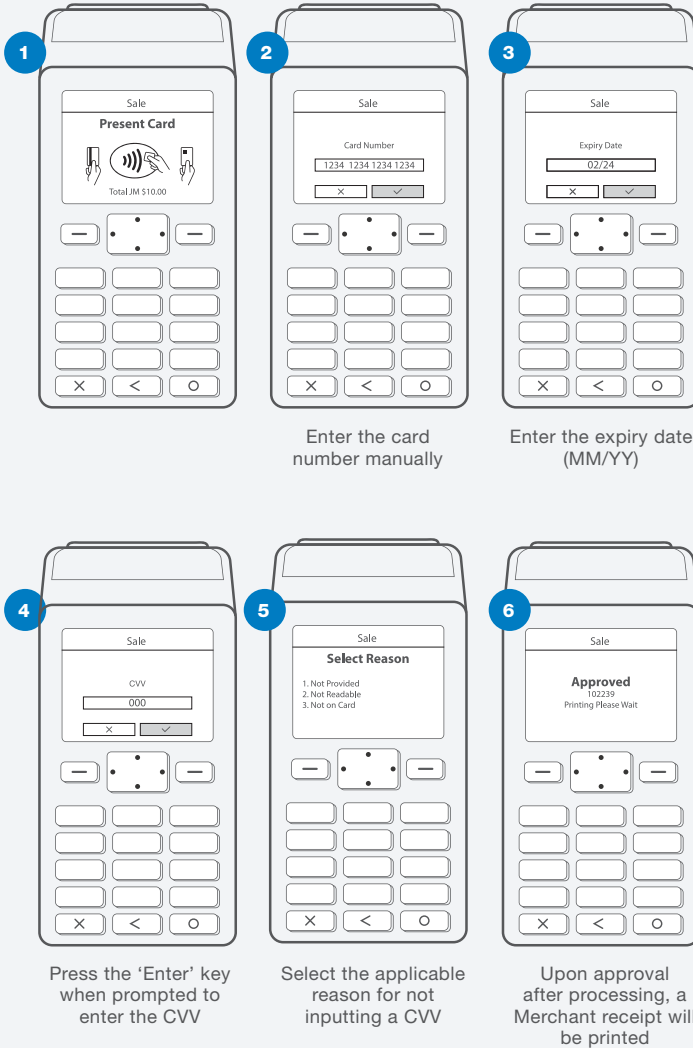 1
Sale
Present Card
Total JM $10.00
2
Sale
Card Number
1234 1234 1234 1234
Enter the card
number manually
3
Sale
Expiry Date
02/24
Enter the expiry date
(MM/YY)
4
Sale
CVV
000
Press the ‘Enter’ key
when prompted to
enter the CVV
5
Sale
Select Reason
1. Not Provided
2. Not Readable
3. Not on Card
Select the applicable
reason for not
inputting a CVV
6
Sale
Approved
102239
Printing Please Wait
Upon approval
after processing, a
Merchant receipt will
be printed